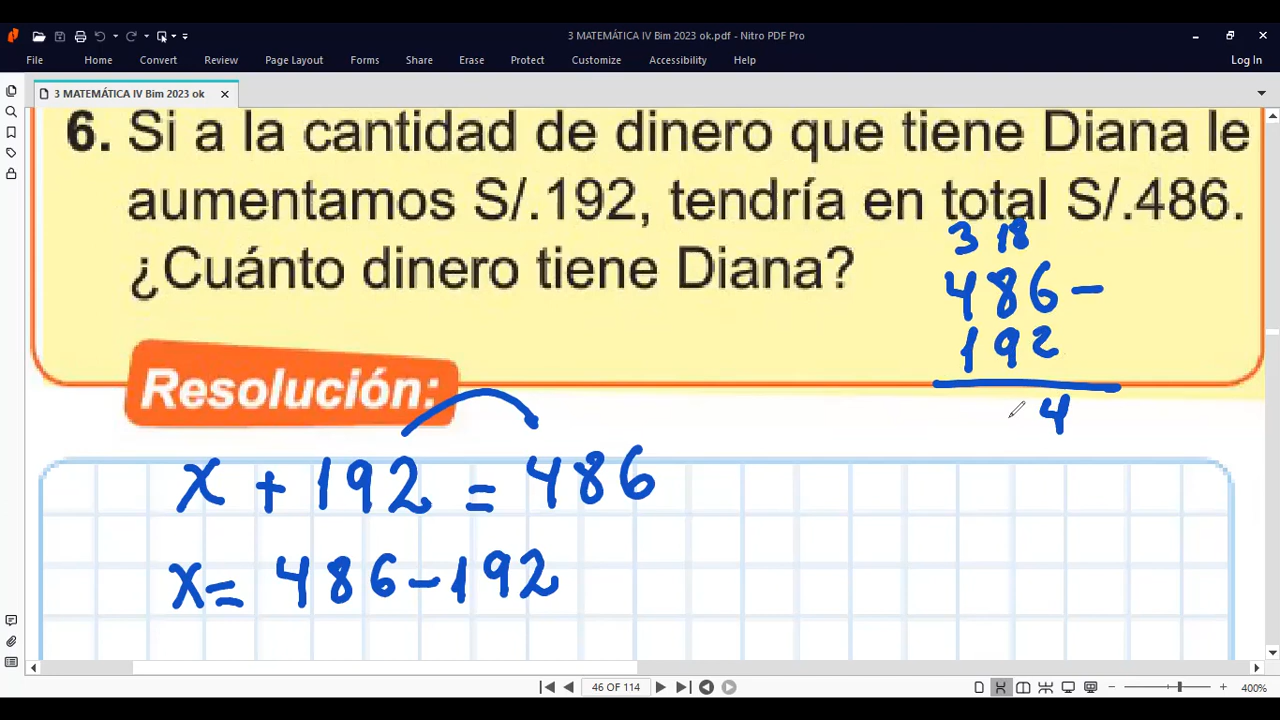 3 MATEMÁTICA IV Bim 2023 ok.pdf - Nitro PDF Pro
File Home Convert Review Page Layout Forms Share Erase Protect Customize Accessibility Help Log In
3 MATEMÁTICA IV Bim 2023 ok
6. Si a la cantidad de dinero que tiene Diana le
aumentamos S/.192, tendría en total S/.486.
¿Cuánto dinero tiene Diana?
3 18
486 -
192
4
Resolución:
x + 192 = 486
x = 486 - 192
46 OF 114
400%